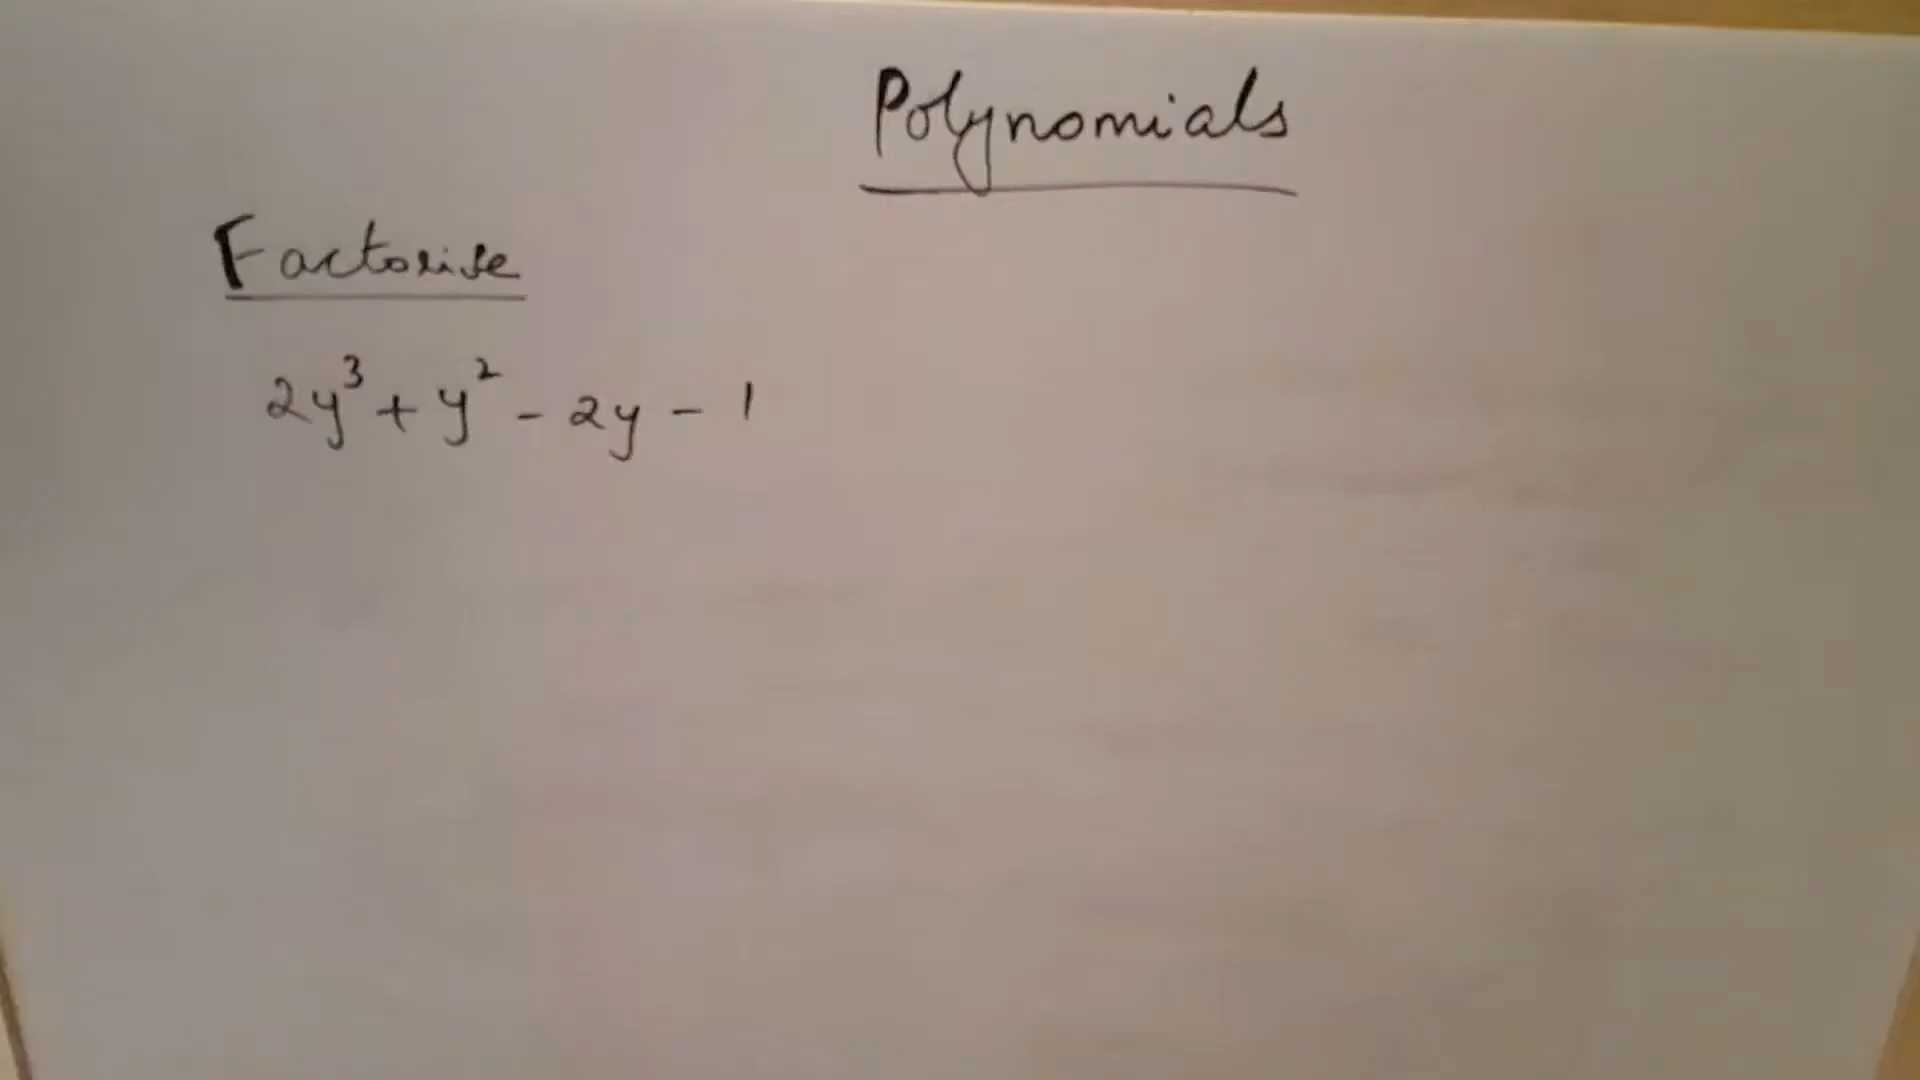 Polynomials
Factorise
2y³ + y² - 2y - 1